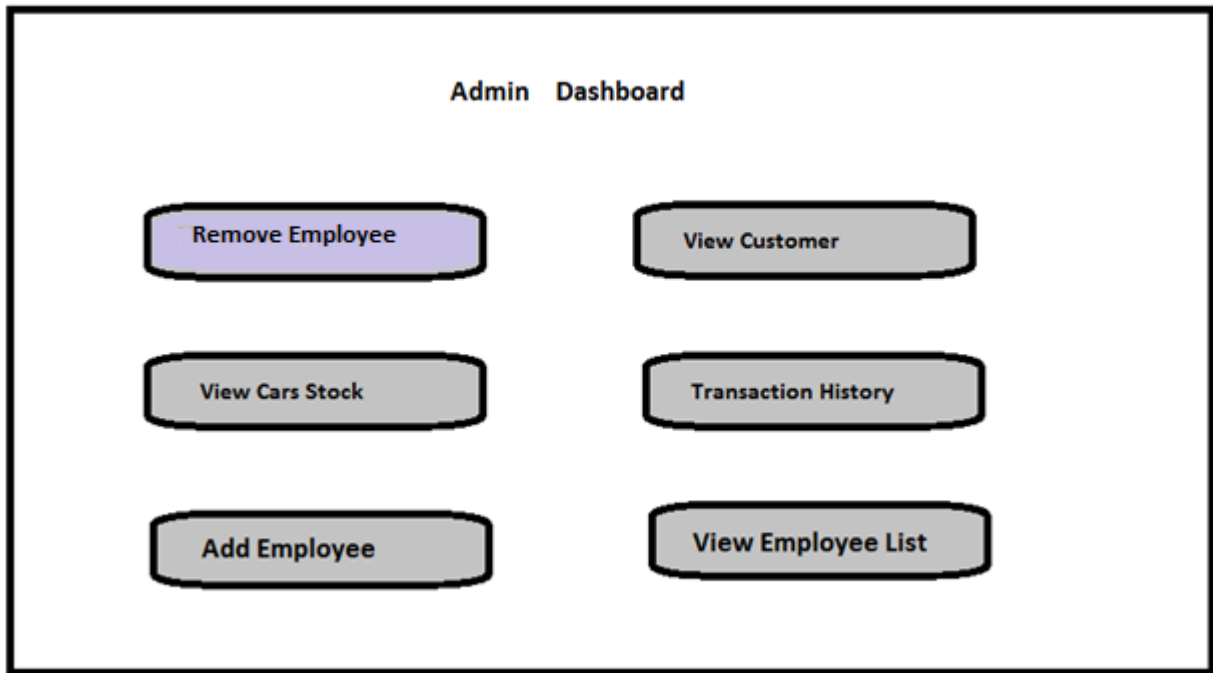 Admin Dashboard
Remove Employee
View Customer
View Cars Stock
Transaction History
Add Employee
View Employee List